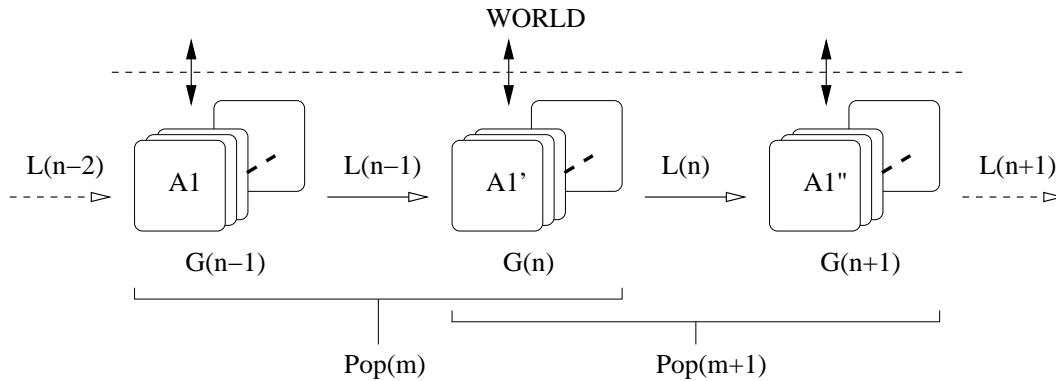 WORLD
L(n−2)
A1
L(n−1)
A1'
L(n)
A1"
L(n+1)
G(n−1)
G(n)
G(n+1)
Pop(m)
Pop(m+1)